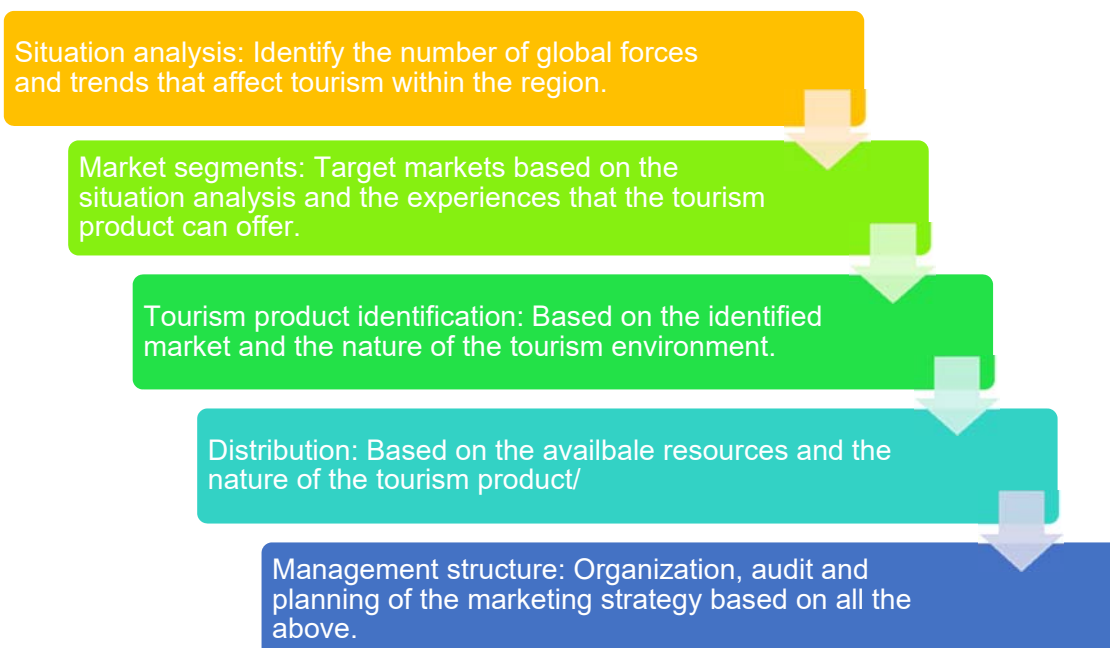 Situation analysis: Identify the number of global forces
and trends that affect tourism within the region.
Market segments: Target markets based on the
situation analysis and the experiences that the tourism
product can offer.
Tourism product identification: Based on the identified
market and the nature of the tourism environment.
Distribution: Based on the availbale resources and the
nature of the tourism product/
Management structure: Organization, audit and
planning of the marketing strategy based on all the
above.